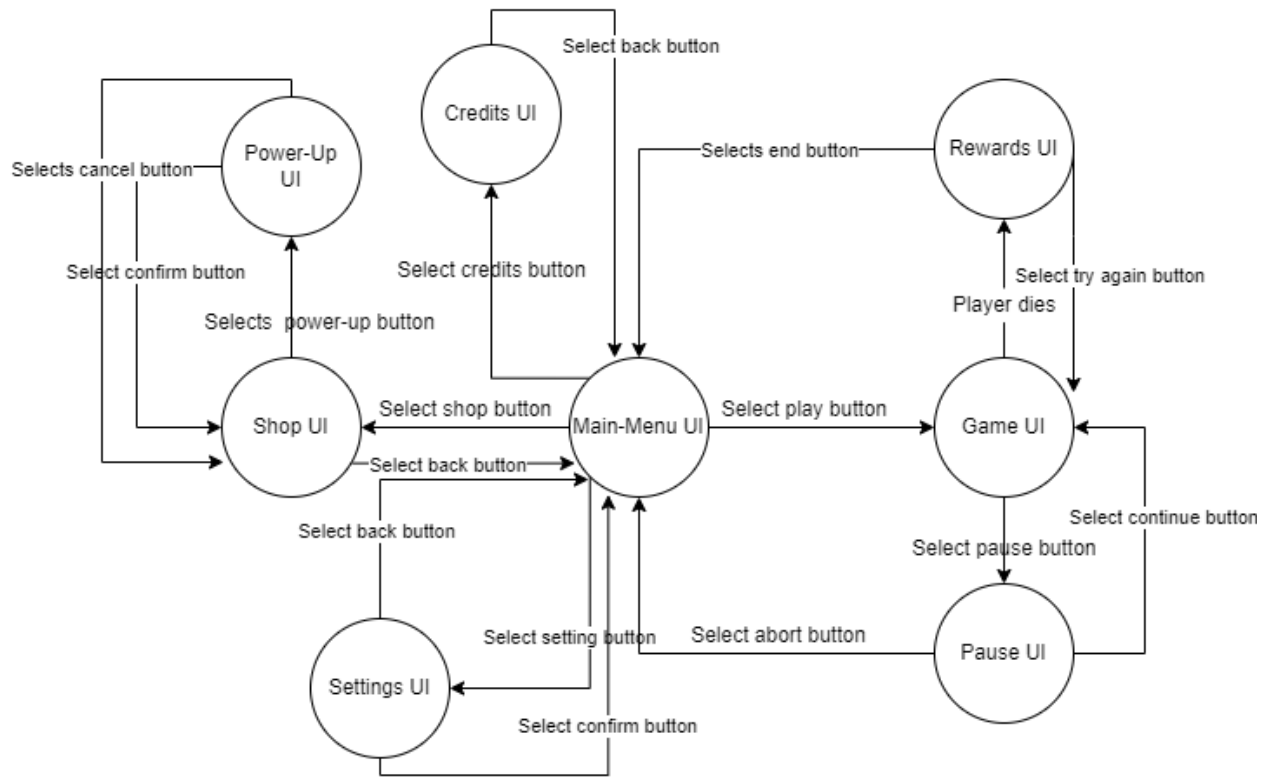 Select back button
Credits UI
Power-Up
UI
Rewards UI
Selects end button
Selects cancel button
Select confirm button
Select credits button
Select try again button
Player dies
Selects  power-up button
Select shop button
Select play button
Shop UI
Main-Menu UI
Game UI
Select back button
Select back button
Select continue button
Select pause button
Select setting button
Select abort button
Pause UI
Settings UI
Select confirm button